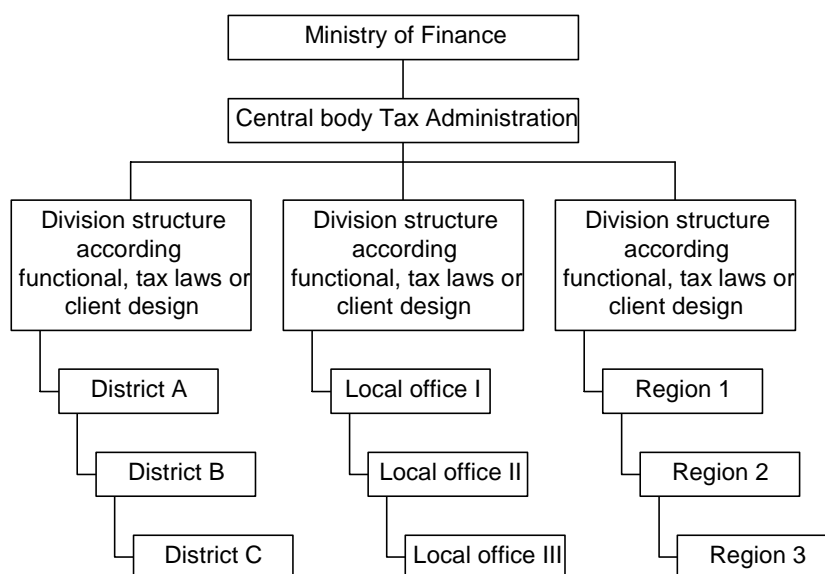 Ministry of Finance
Central body Tax Administration
Division structure
according
functional, tax laws or
client design
Division structure
according
functional, tax laws or
client design
Division structure
according
functional, tax laws or
client design
District A
District B
District C
Local office I
Local office II
Local office III
Region 1
Region 2
Region 3